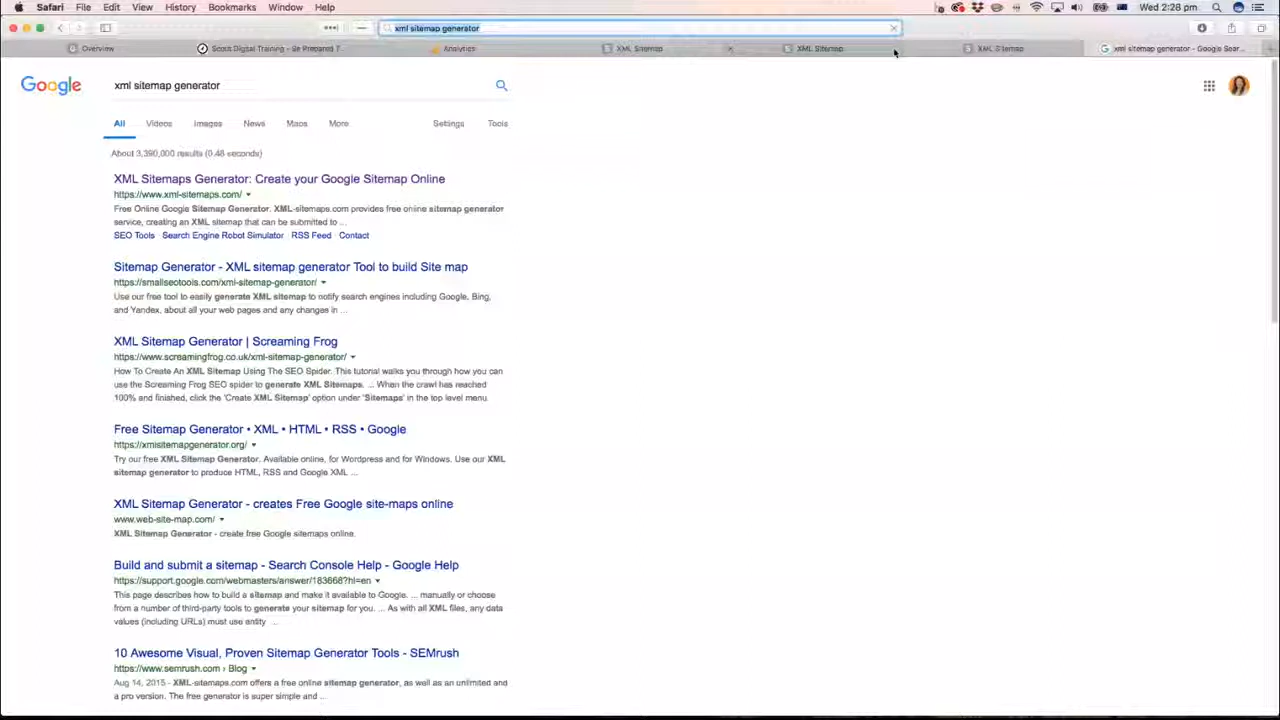 Safari File Edit View History Bookmarks Window Help Wed 2:28 pm
xml sitemap generator
Overview Scout Digital Training - Be Prepared 7... Analytics XML Sitemap XML Sitemap XML Sitemap xml sitemap generator - Google Sear...
Google xml sitemap generator
All Videos Images News Maps More Settings Tools
About 3,390,000 results (0.48 seconds)
XML Sitemaps Generator: Create your Google Sitemap Online
https://www.xml-sitemaps.com/
Free Online Google Sitemap Generator. XML-sitemaps.com provides free online sitemap generator
service, creating an XML sitemap that can be submitted to ...
SEO Tools · Search Engine Robot Simulator · RSS Feed · Contact
Sitemap Generator - XML sitemap generator Tool to build Site map
https://smallseotools.com/xml-sitemap-generator/
Use our free tool to easily generate XML sitemap to notify search engines including Google, Bing,
and Yandex, about all your web pages and any changes in ...
XML Sitemap Generator | Screaming Frog
https://www.screamingfrog.co.uk/xml-sitemap-generator/
How To Create An XML Sitemap Using The SEO Spider. This tutorial walks you through how you can
use the Screaming Frog SEO spider to generate XML Sitemaps. ... When the crawl has reached
100% and finished, click the 'Create XML Sitemap' option under 'Sitemaps' in the top level menu.
Free Sitemap Generator • XML • HTML • RSS • Google
https://xmlsitemapgenerator.org/
Try our free XML Sitemap Generator. Available online, for Wordpress and for Windows. Use our XML
sitemap generator to produce HTML, RSS and Google XML ...
XML Sitemap Generator - creates Free Google site-maps online
www.web-site-map.com/
XML Sitemap Generator - create free Google sitemaps online.
Build and submit a sitemap - Search Console Help - Google Help
https://support.google.com/webmasters/answer/183668?hl=en
This page describes how to build a sitemap and make it available to Google. ... manually or choose
from a number of third-party tools to generate your sitemap for you. ... As with all XML files, any data
values (including URLs) must use entity ...
10 Awesome Visual, Proven Sitemap Generator Tools - SEMrush
https://www.semrush.com › Blog
Aug 14, 2015 - XML-sitemaps.com offers a free online sitemap generator, as well as an unlimited and
a pro version. The free generator is super simple and ...